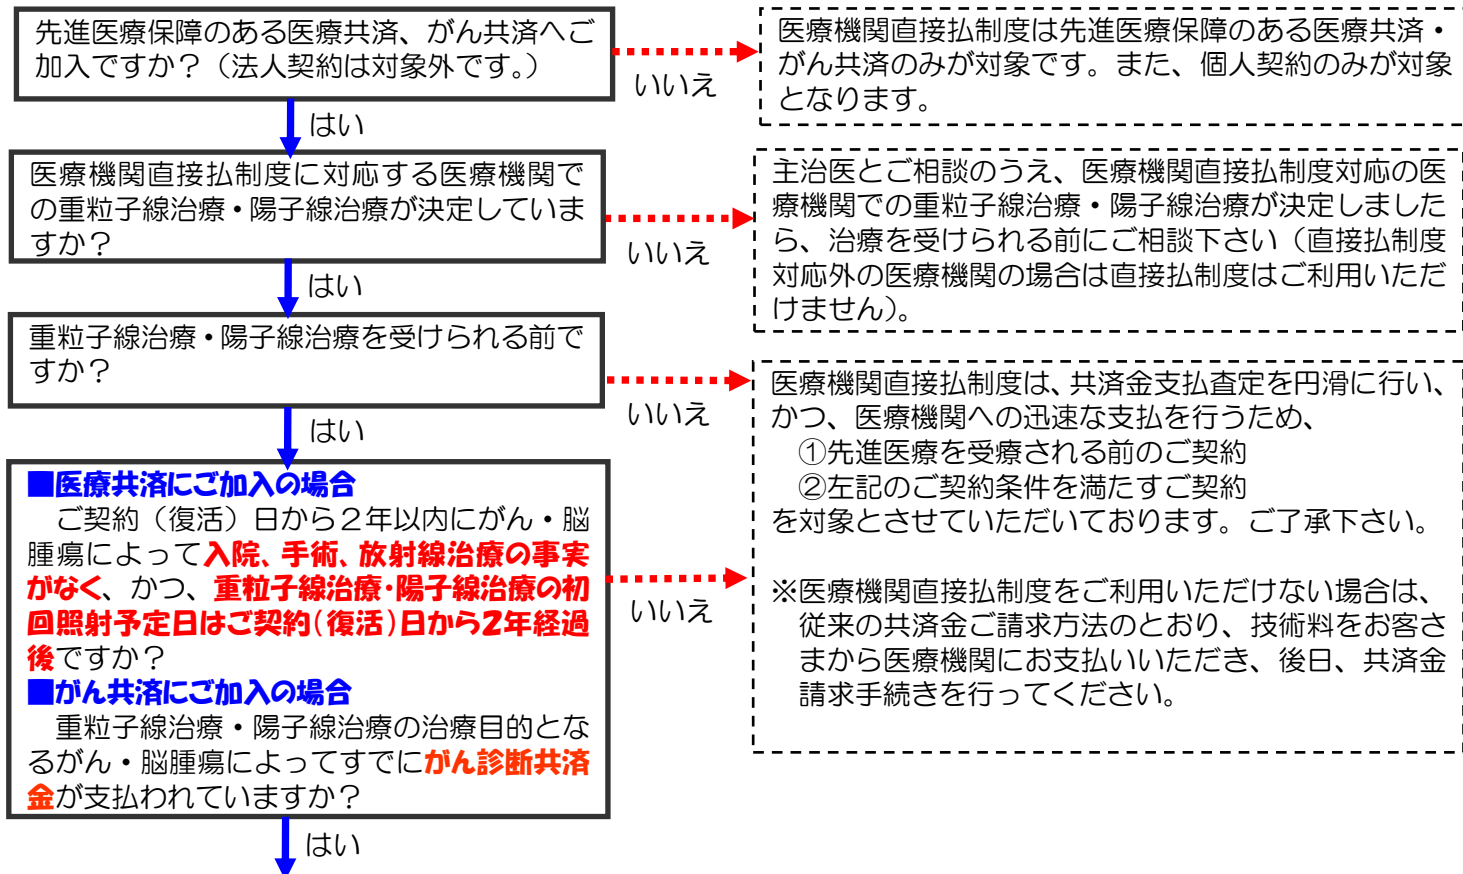 先進医療保障のある医療共済、がん共済へご
加入ですか？（法人契約は対象外です。）
いいえ
医療機関直接払制度は先進医療保障のある医療共済・
がん共済のみが対象です。また、個人契約のみが対象
となります。
はい
医療機関直接払制度に対応する医療機関で
の重粒子線治療・陽子線治療が決定していま
すか？
いいえ
主治医とご相談のうえ、医療機関直接払制度対応の医
療機関での重粒子線治療・陽子線治療が決定しました
ら、治療を受けられる前にご相談下さい（直接払制度
対応外の医療機関の場合は直接払制度はご利用いただ
けません）。
はい
重粒子線治療・陽子線治療を受けられる前で
すか？
いいえ
医療機関直接払制度は、共済金支払査定を円滑に行い、
かつ、医療機関への迅速な支払を行うため、
①先進医療を受療される前のご契約
②左記のご契約条件を満たすご契約
を対象とさせていただいております。ご了承下さい。
※医療機関直接払制度をご利用いただけない場合は、
従来の共済金ご請求方法のとおり、技術料をお客さ
まから医療機関にお支払いいただき、後日、共済金
請求手続きを行ってください。
はい
■医療共済にご加入の場合
ご契約（復活）日から２年以内にがん・脳
腫瘍によって入院、手術、放射線治療の事実
がなく、かつ、重粒子線治療・陽子線治療の初
回照射予定日はご契約（復活）日から2年経過
後ですか？
■がん共済にご加入の場合
重粒子線治療・陽子線治療の治療目的とな
るがん・脳腫瘍によってすでにがん診断共済
金が支払われていますか？
いいえ
はい